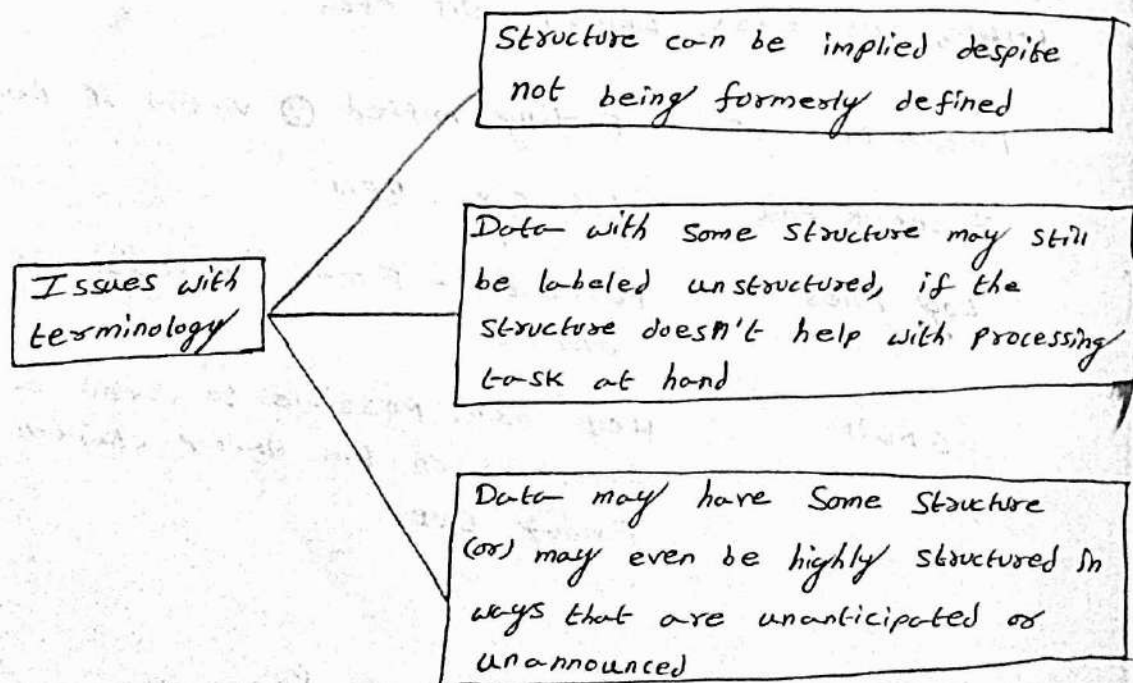 Structure can be implied despite
not being formerly defined
Issues with
terminology
Data with some structure may still
be labeled unstructured, if the
structure doesn't help with processing
task at hand
Data may have some structure
(or) may even be highly structured in
ways that are unanticipated or
unannounced